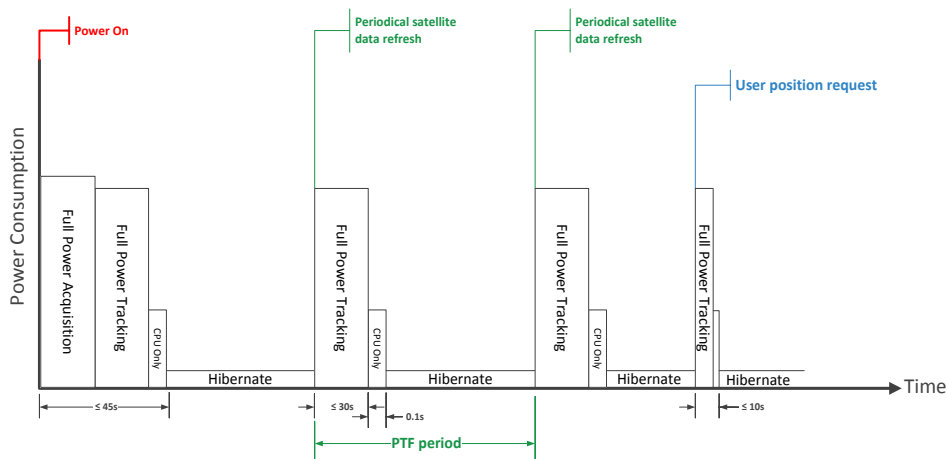 Power On
Periodical satellite
data refresh
Periodical satellite
data refresh
User position request
Power Consumption
Full Power Acquisition
Full Power Tracking
CPU Only
Hibernate
Full Power Tracking
CPU Only
Hibernate
Full Power Tracking
CPU Only
Hibernate
Full Power Tracking
Hibernate
Time
≤ 45s
≤ 30s
0.1s
≤ 10s
PTF period